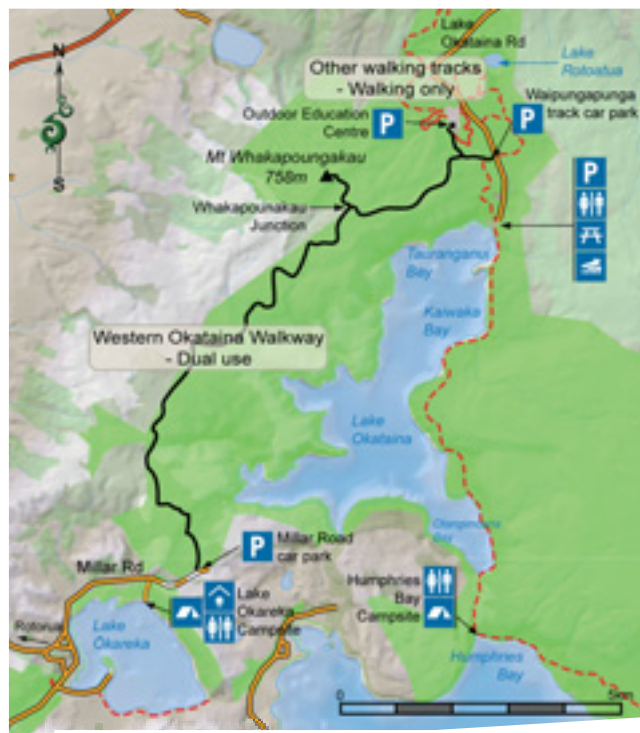 Lake
Okataina Rd
Lake
Rotoatua
Other walking tracks
- Walking only
N
Outdoor Education
Centre
P
P
Waipungapunga
track car park
Mt Whakapoungakau
758m
P
S
Whakapounakau
Junction
Bay
Kaiwaka
Bay
Western Okataina Walkway
- Dual use
Lake
Okataina
Bay
P
Millar Road
car park
Millar Rd
Humphries
Bay
Campsite
Lake
Okareka
Campsite
Rotorua
Lake
Okareka
Humphries
Bay
0
5km